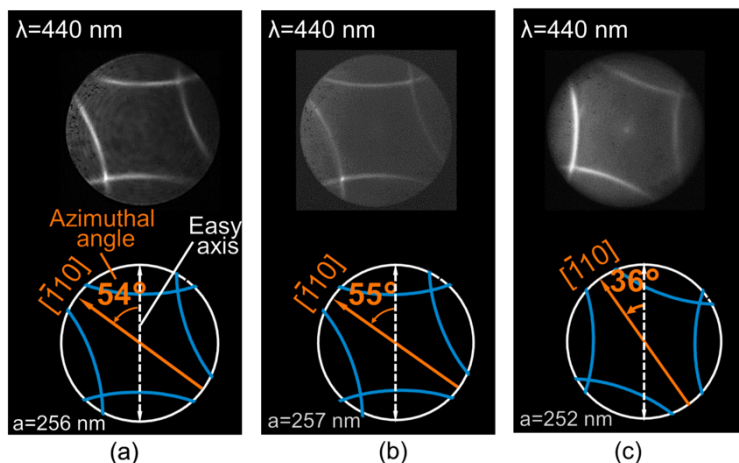 λ=440 nm
λ=440 nm
λ=440 nm
Azimuthal
angle
Easy
axis
[1̄10]
54°
a=256 nm
[1̄10]
55°
a=257 nm
[1̄10]
36°
a=252 nm
(a)
(b)
(c)